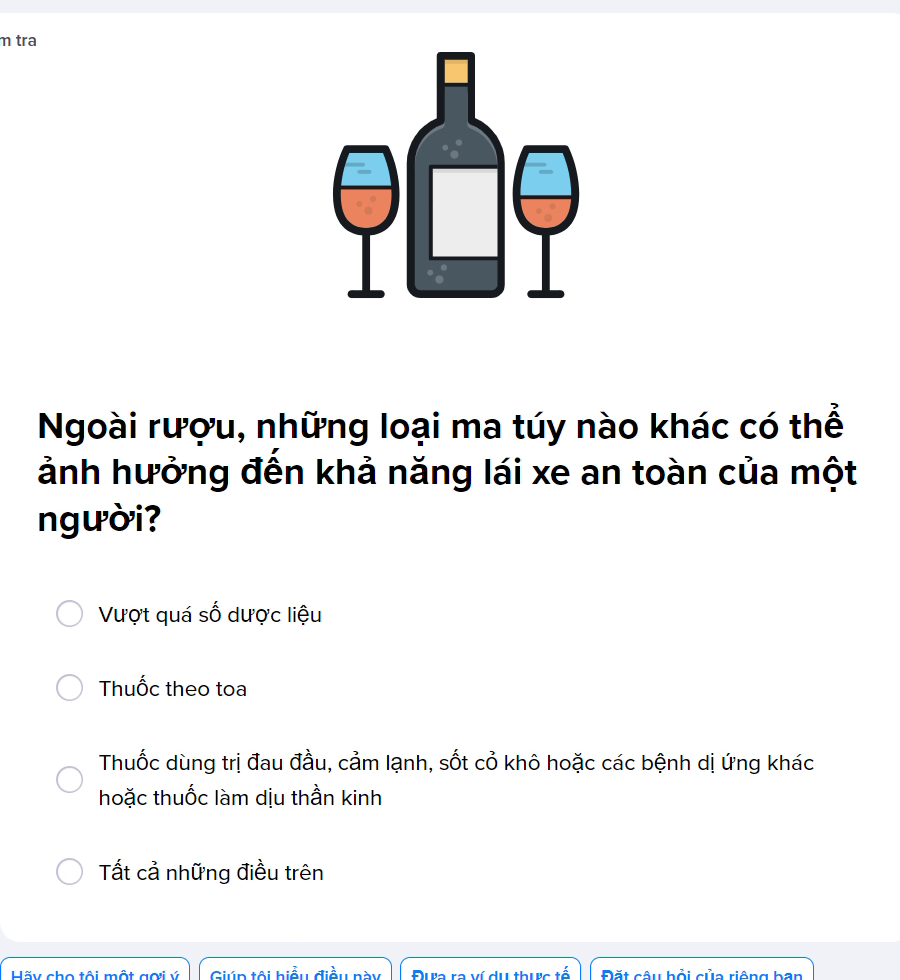 m tra
Ngoài rượu, những loại ma túy nào khác có thể
ảnh hưởng đến khả năng lái xe an toàn của một
người?
Vượt quá số dược liệu
Thuốc theo toa
Thuốc dùng trị đau đầu, cảm lạnh, sốt cỏ khô hoặc các bệnh dị ứng khác
hoặc thuốc làm dịu thần kinh
Tất cả những điều trên
Hãy cho tôi một gợi ý
Giúp tôi hiểu điều này
Đưa ra ví dụ thực tế
Đặt câu hỏi của riêng bạn